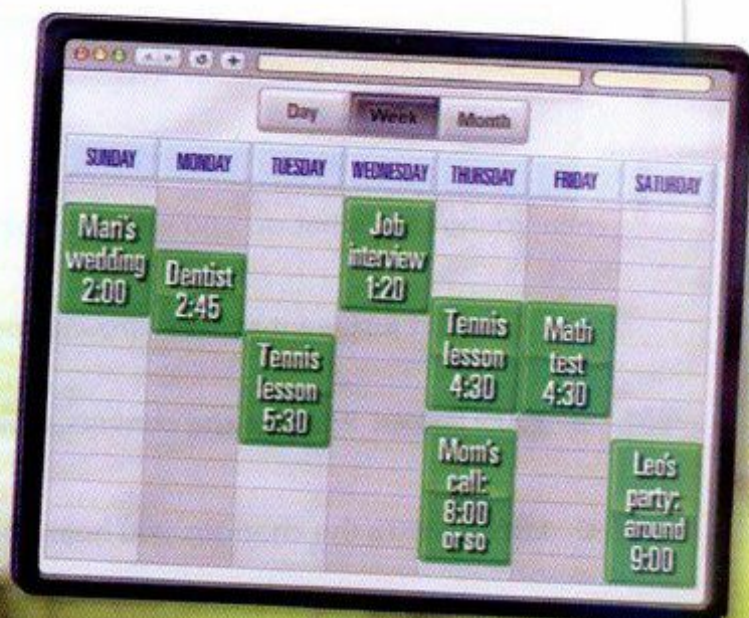 Day Week Month
SUNDAY MONDAY TUESDAY WEDNESDAY THURSDAY FRIDAY SATURDAY
Mari's
wedding
2:00
Dentist
2:45
Tennis
lesson
5:30
Job
interview
1:20
Tennis
lesson
4:30
Mom's
call:
8:00
or so
Math
test
4:30
Leo's
party:
around
9:00